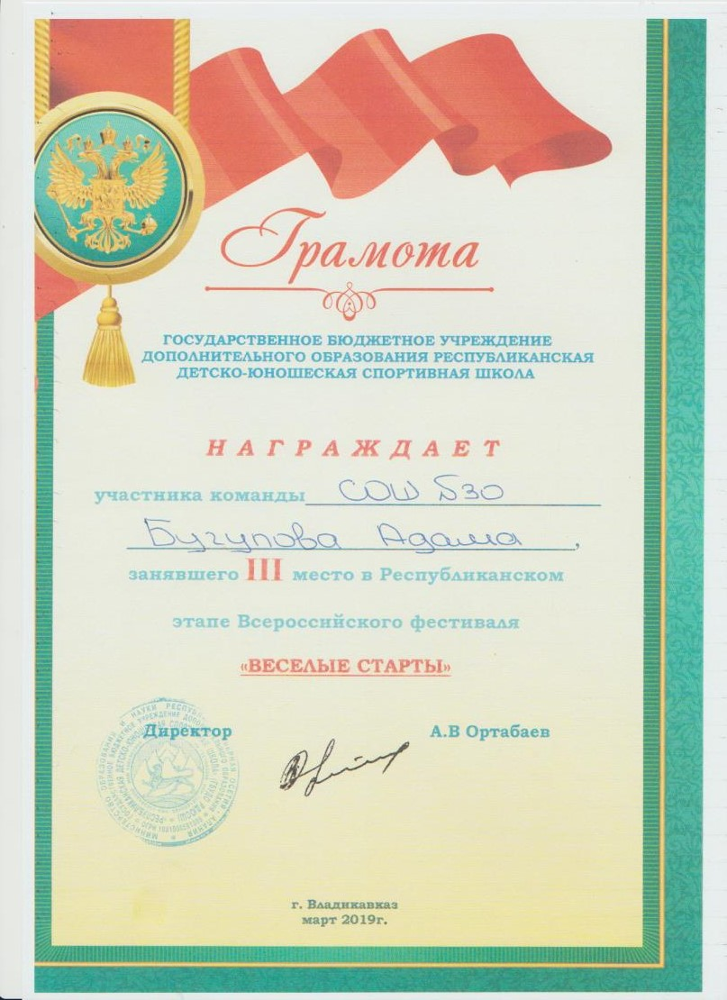 Грамота
ГОСУДАРСТВЕННОЕ БЮДЖЕТНОЕ УЧРЕЖДЕНИЕ
ДОПОЛНИТЕЛЬНОГО ОБРАЗОВАНИЯ РЕСПУБЛИКАНСКАЯ
ДЕТСКО-ЮНОШЕСКАЯ СПОРТИВНАЯ ШКОЛА
НАГРАЖДАЕТ
участника команды СОШ №30
Бугулова Адама,
занявшего III место в Республиканском
этапе Всероссийского фестиваля
«ВЕСЕЛЫЕ СТАРТЫ»
Директор А.В Ортабаев
г. Владикавказ
март 2019г.